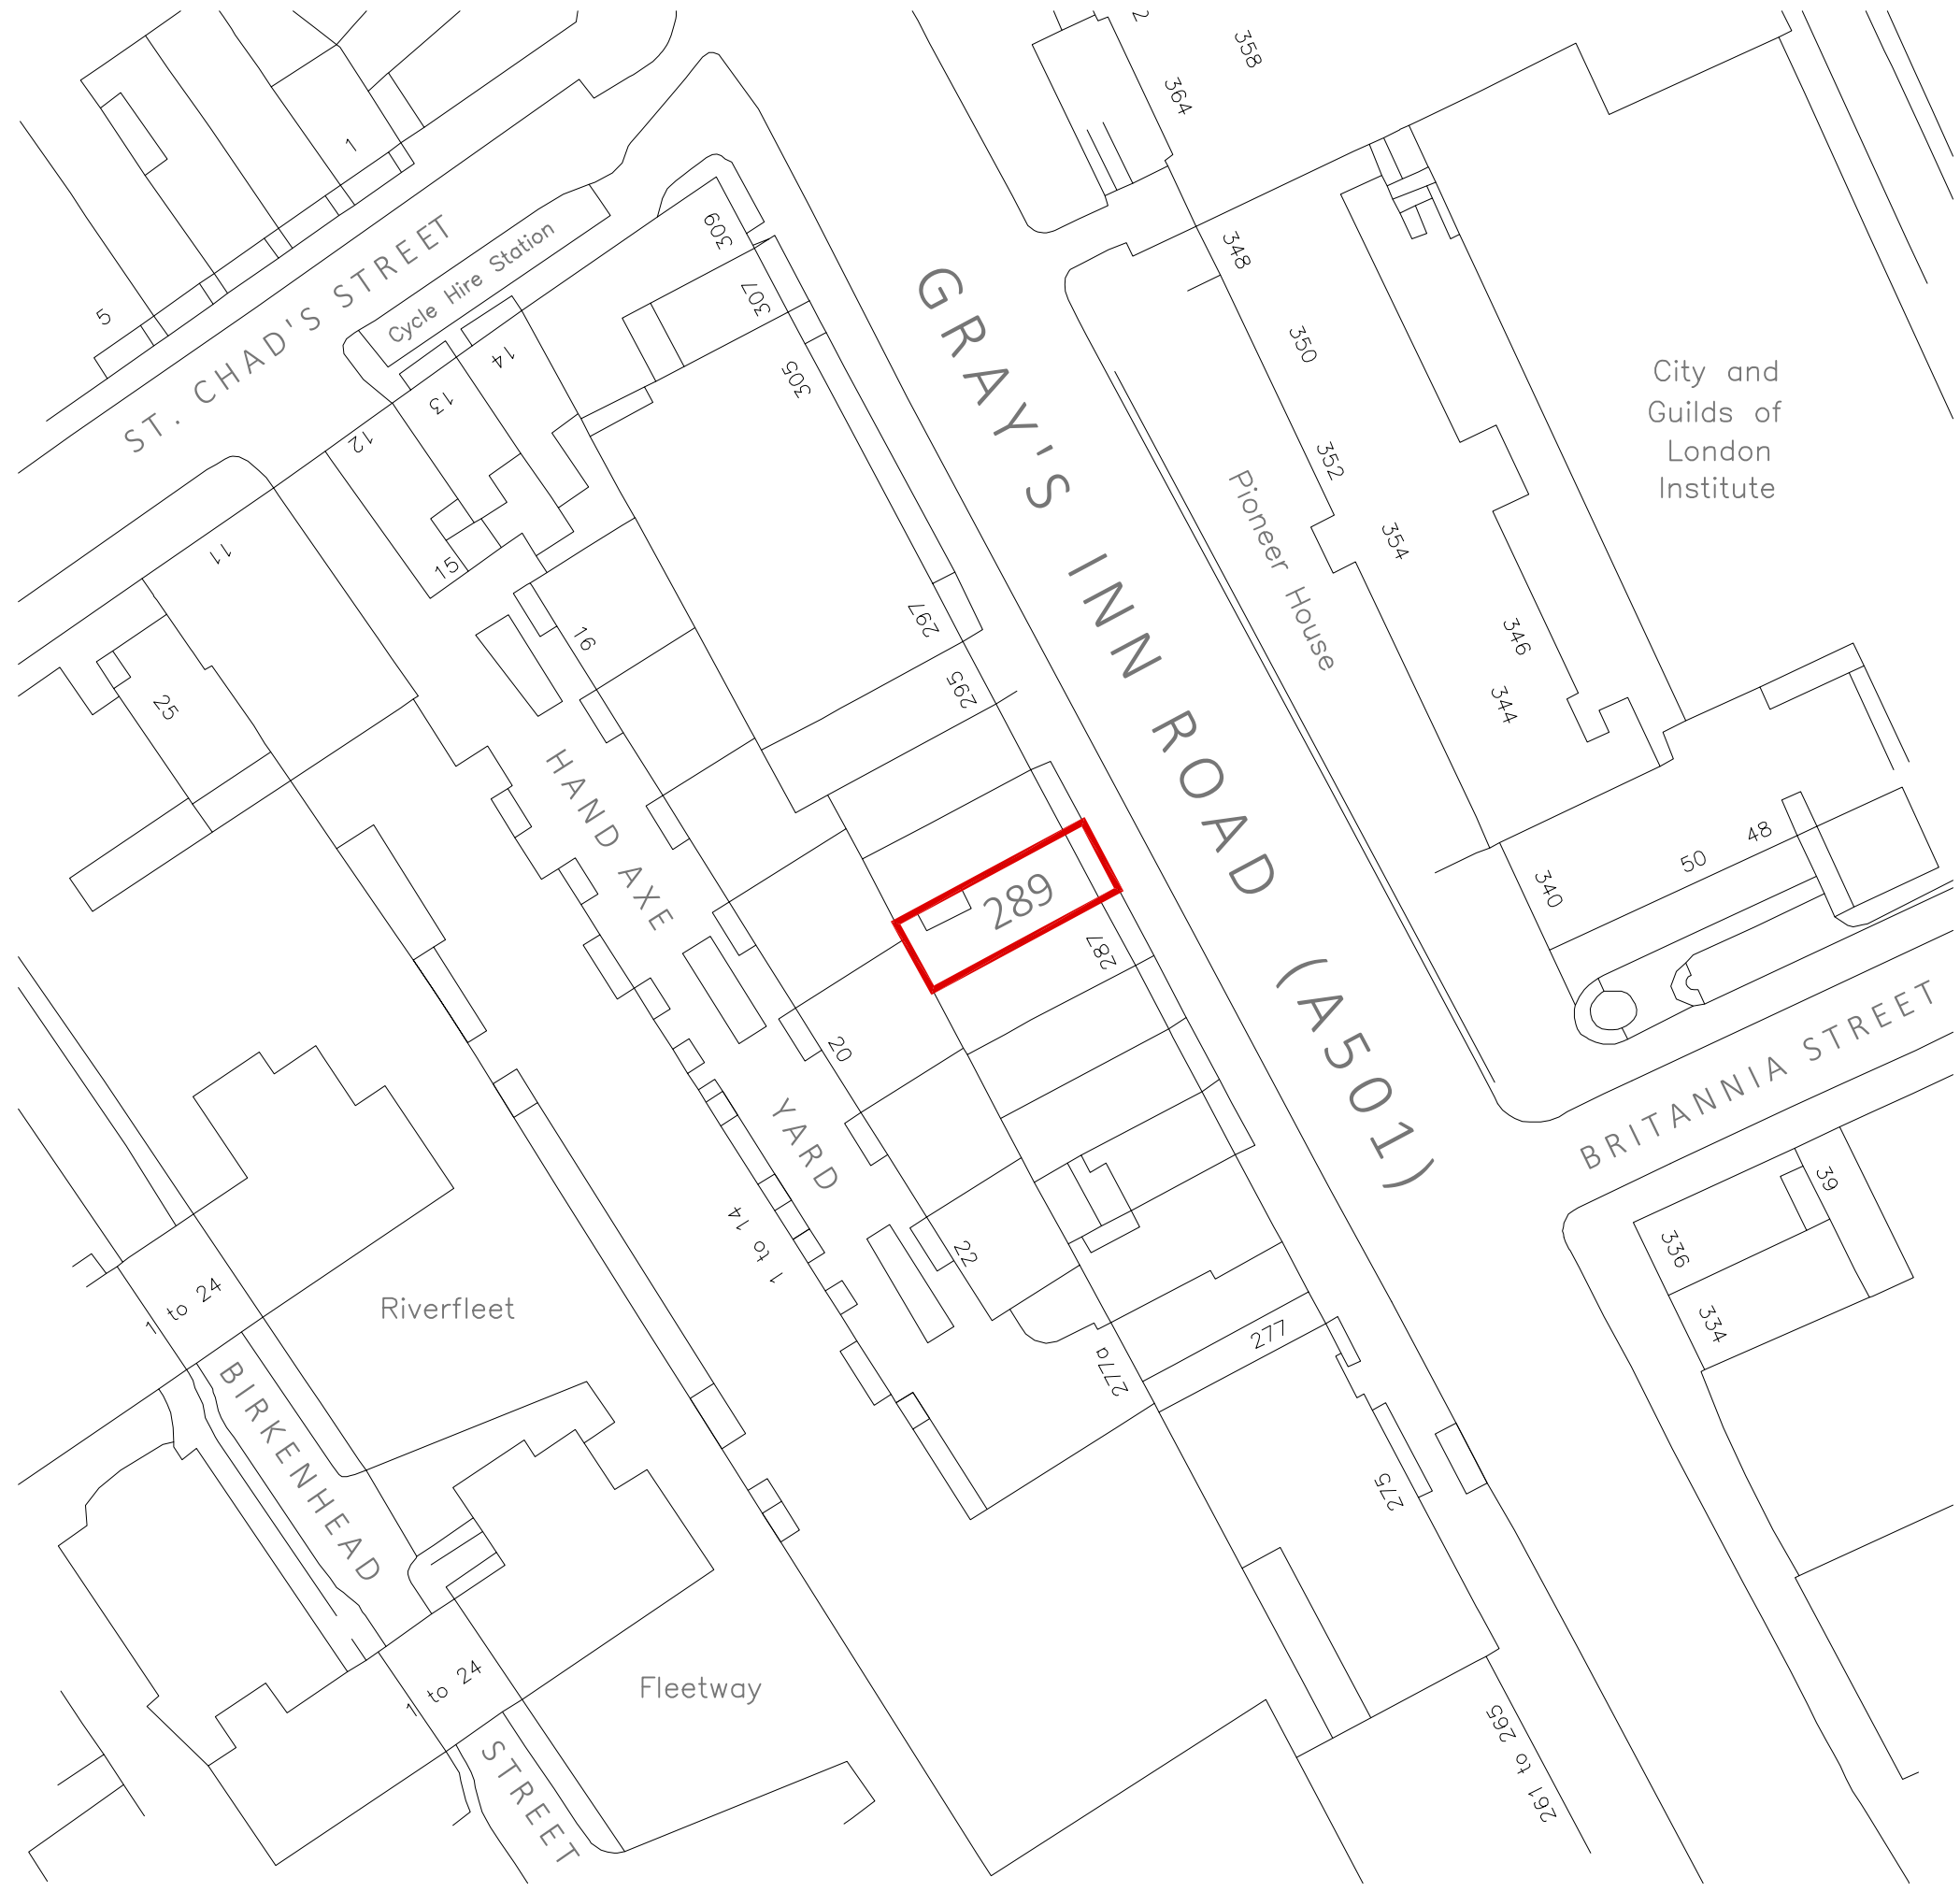 2
358
364
1
ST. CHAD'S STREET
Cycle Hire Station
5
309
307
305
348
350
GRAY'S INN ROAD (A501)
City and
Guilds of
London
Institute
14
13
12
11
15
352
Pioneer House
354
297
16
346
295
344
25
HAND AXE YARD
48
50
340
289
287
20
BRITANNIA STREET
39
336
334
1 to 14
22
1 to 24
Riverfleet
277
277a
BIRKENHEAD STREET
275
1 to 24
Fleetway
261 to 265